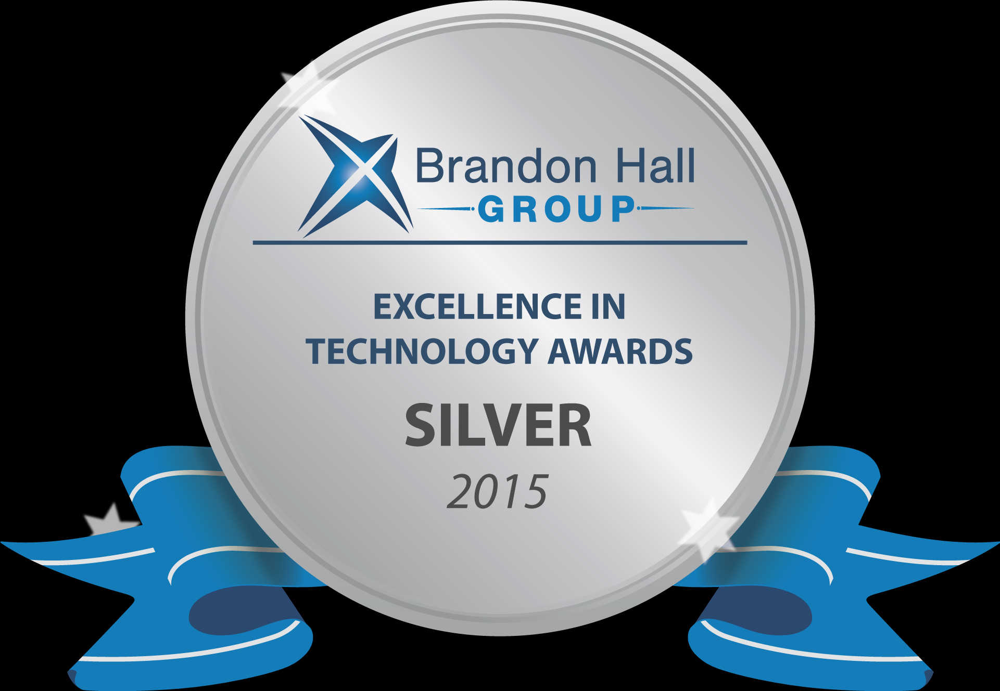 Brandon Hall
GROUP
EXCELLENCE IN
TECHNOLOGY AWARDS
SILVER
2015